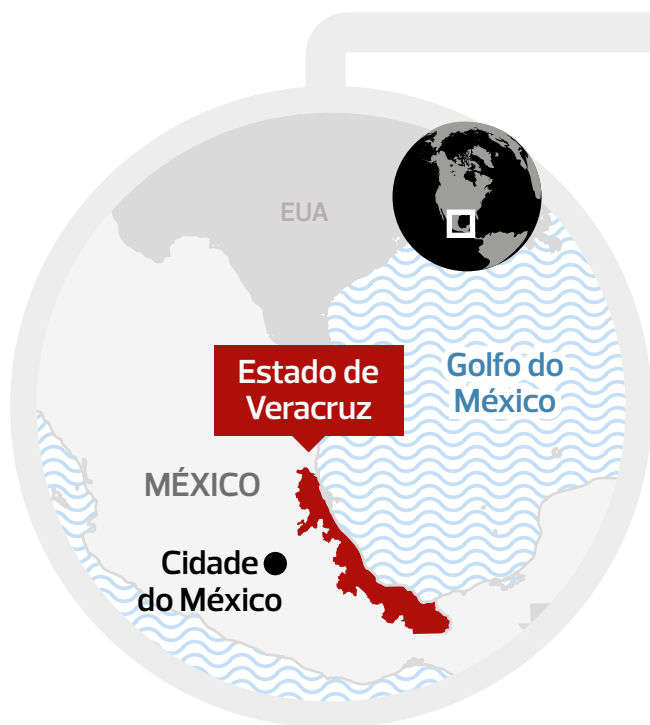 EUA
Estado de
Veracruz
Golfo do
México
MÉXICO
Cidade
do México